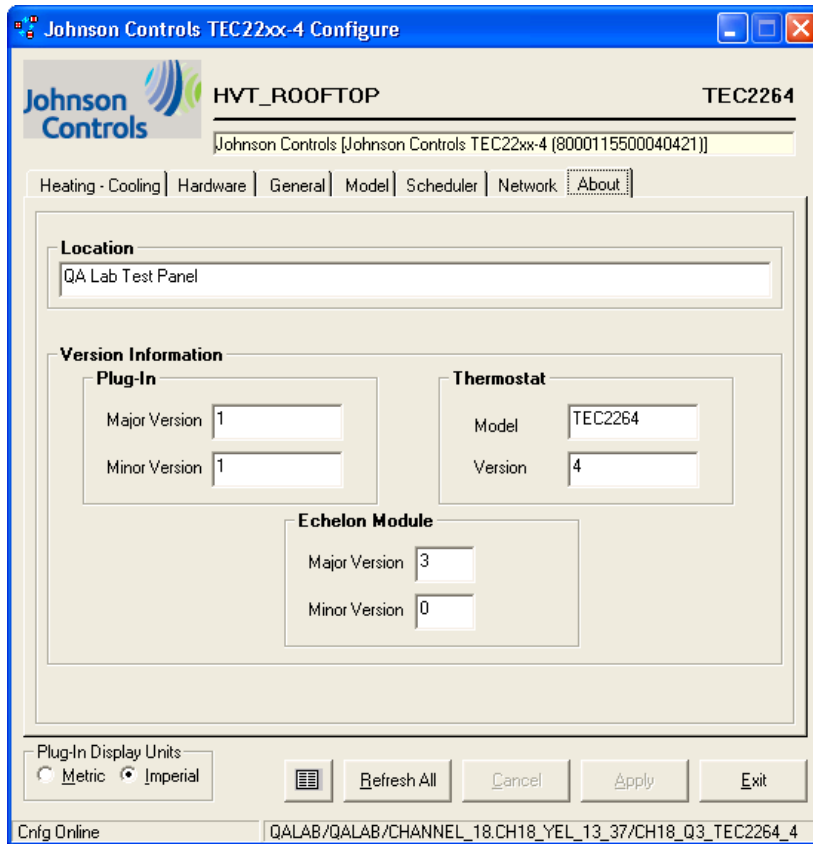 Johnson Controls TEC22xx-4 Configure
Johnson
Controls
HVT_ROOFTOP TEC2264
Johnson Controls [Johnson Controls TEC22xx-4 (8000115500040421)]
Heating - Cooling Hardware General Model Scheduler Network About
Location
QA Lab Test Panel
Version Information
Plug-In Thermostat
Major Version 1 Model TEC2264
Minor Version 1 Version 4
Echelon Module
Major Version 3
Minor Version 0
Plug-In Display Units
Metric Imperial Refresh All Cancel Apply Exit
Cnfg Online QALAB/QALAB/CHANNEL_18.CH18_YEL_13_37/CH18_Q3_TEC2264_4